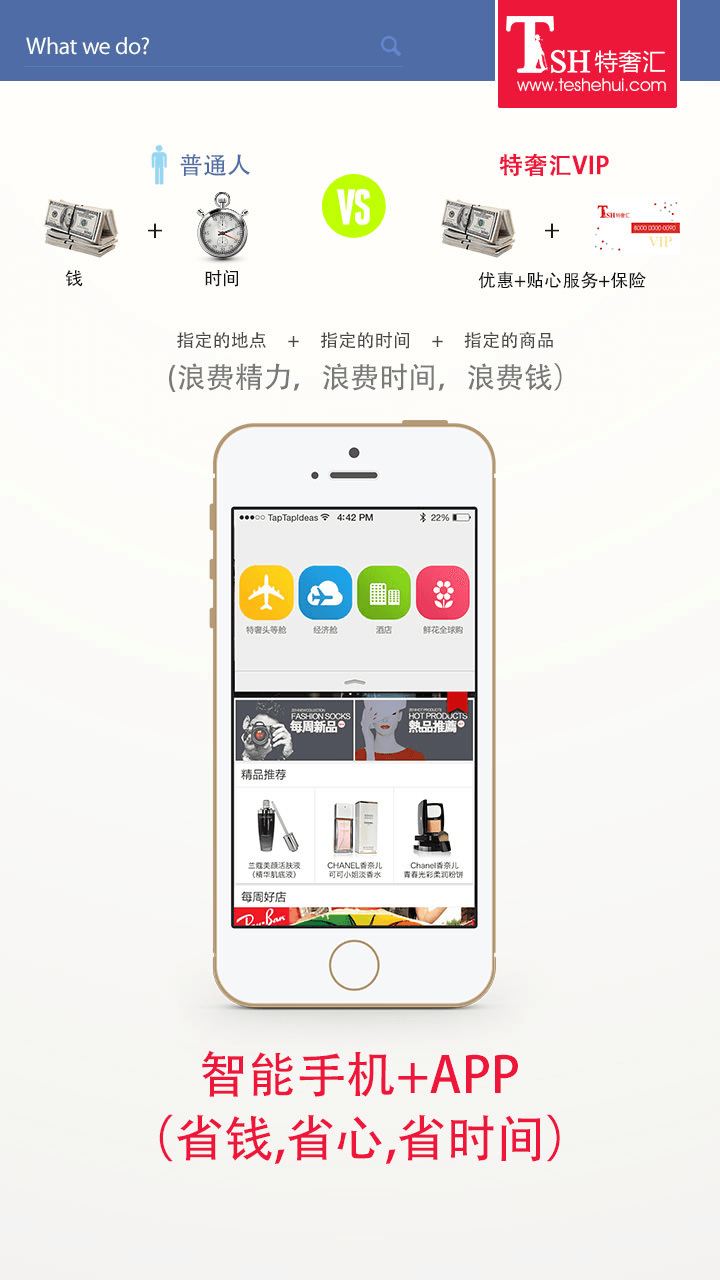 What we do?
TSH 特奢汇
www.teshehui.com
普通人
VS
特奢汇VIP
+
+
TSH特奢汇
8000 0000 0090
VIP
钱
时间
优惠+贴心服务+保险
指定的地点 + 指定的时间 + 指定的商品
(浪费精力，浪费时间，浪费钱）
TapTapIdeas 4:42 PM 22%
特奢头等舱 经济舱 酒店 鲜花全球购
FASHION SOCKS
每周新品
HOT PRODUCTS
熱品推薦
精品推荐
兰蔻美颜活肤液
（精华肌底液）
CHANEL香奈儿
可可小姐淡香水
Chanel香奈儿
青春光彩柔润粉饼
每周好店
Ray-Ban
智能手机+APP
（省钱,省心,省时间）